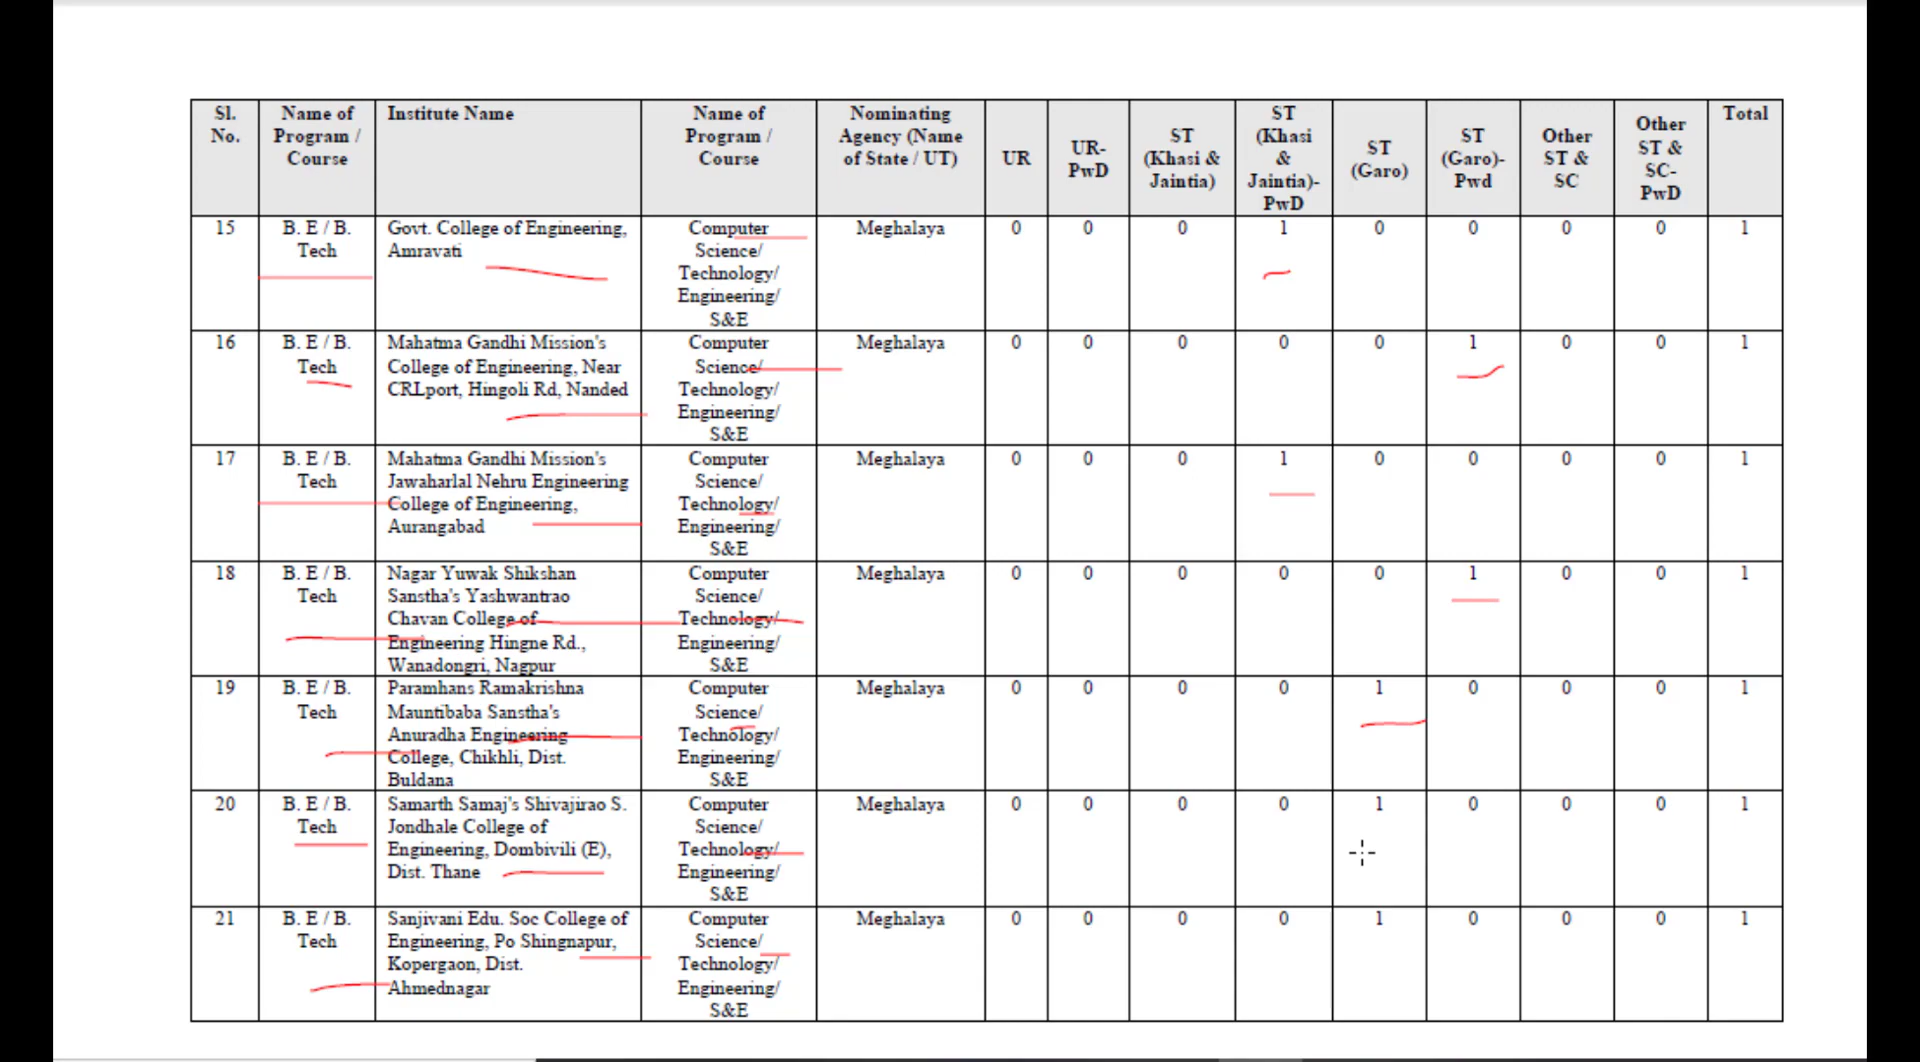 Sl. No. | Name of Program / Course | Institute Name | Name of Program / Course | Nominating Agency (Name of State / UT) | UR | UR-PwD | ST (Khasi & Jaintia) | ST (Khasi & Jaintia)-PwD | ST (Garo) | ST (Garo)-Pwd | Other ST & SC | Other ST & SC-PwD | Total
15 | B. E / B. Tech | Govt. College of Engineering, Amravati | Computer Science/ Technology/ Engineering/ S&E | Meghalaya | 0 | 0 | 0 | 1 | 0 | 0 | 0 | 0 | 1
16 | B. E / B. Tech | Mahatma Gandhi Mission's College of Engineering, Near CRLport, Hingoli Rd, Nanded | Computer Science/ Technology/ Engineering/ S&E | Meghalaya | 0 | 0 | 0 | 0 | 0 | 1 | 0 | 0 | 1
17 | B. E / B. Tech | Mahatma Gandhi Mission's Jawaharlal Nehru Engineering College of Engineering, Aurangabad | Computer Science/ Technology/ Engineering/ S&E | Meghalaya | 0 | 0 | 0 | 1 | 0 | 0 | 0 | 0 | 1
18 | B. E / B. Tech | Nagar Yuwak Shikshan Sanstha's Yashwantrao Chavan College of Engineering Hingne Rd., Wanadongri, Nagpur | Computer Science/ Technology/ Engineering/ S&E | Meghalaya | 0 | 0 | 0 | 0 | 0 | 1 | 0 | 0 | 1
19 | B. E / B. Tech | Paramhans Ramakrishna Mauntibaba Sanstha's Anuradha Engineering College, Chikhli, Dist. Buldana | Computer Science/ Technology/ Engineering/ S&E | Meghalaya | 0 | 0 | 0 | 0 | 1 | 0 | 0 | 0 | 1
20 | B. E / B. Tech | Samarth Samaj's Shivajirao S. Jondhale College of Engineering, Dombivili (E), Dist. Thane | Computer Science/ Technology/ Engineering/ S&E | Meghalaya | 0 | 0 | 0 | 0 | 1 | 0 | 0 | 0 | 1
21 | B. E / B. Tech | Sanjivani Edu. Soc College of Engineering, Po Shingnapur, Kopergaon, Dist. Ahmednagar | Computer Science/ Technology/ Engineering/ S&E | Meghalaya | 0 | 0 | 0 | 0 | 1 | 0 | 0 | 0 | 1